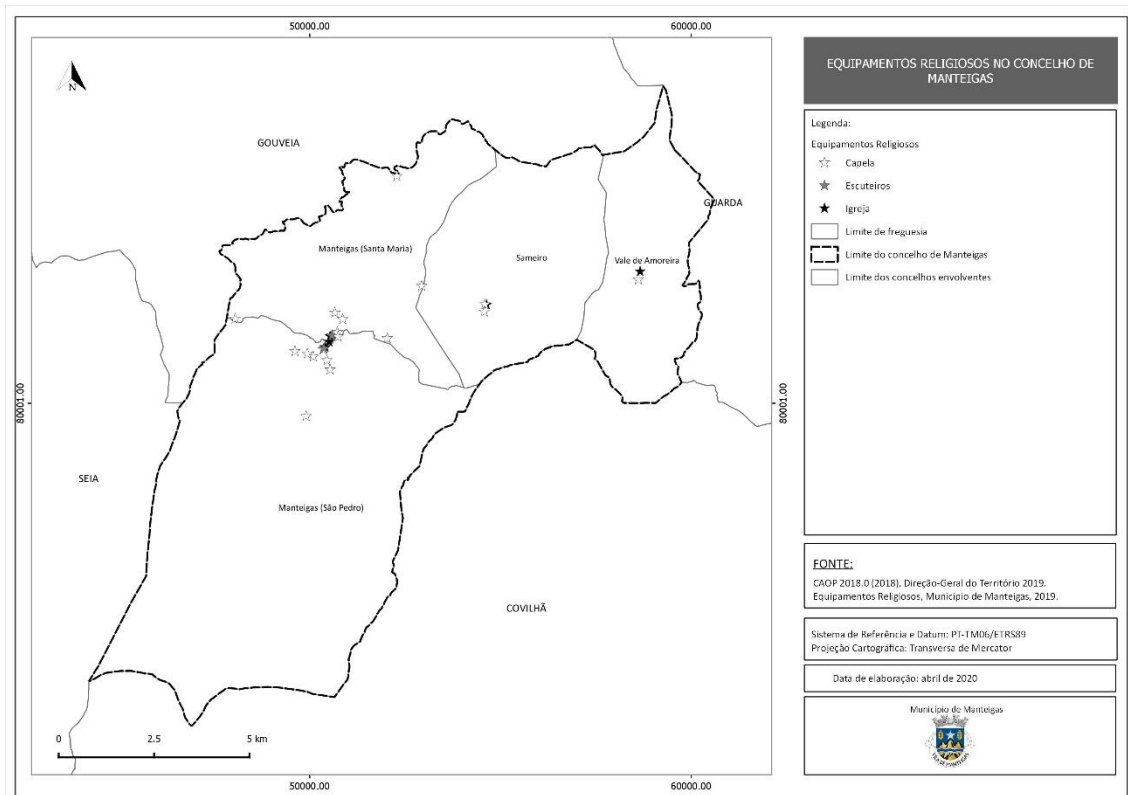 50000.00
60000.00
N
GOUVEIA
GUARDA
Manteigas (Santa Maria)
Sameiro
Vale de Amoreira
80001.00
80001.00
SEIA
Manteigas (São Pedro)
COVILHÃ
0 2.5 5 km
50000.00
60000.00
EQUIPAMENTOS RELIGIOSOS NO CONCELHO DE
MANTEIGAS
Legenda:
Equipamentos Religiosos
Capela
Escuteiros
Igreja
Limite de freguesia
Limite do concelho de Manteigas
Limite dos concelhos envolventes
FONTE:
CAOP 2018.0 (2018), Direção-Geral do Território 2019.
Equipamentos Religiosos, Município de Manteigas, 2019.
Sistema de Referência e Datum: PT-TM06/ETRS89
Projeção Cartográfica: Transversa de Mercator
Data de elaboração: abril de 2020
Município de Manteigas
VILA DE MANTEIGAS